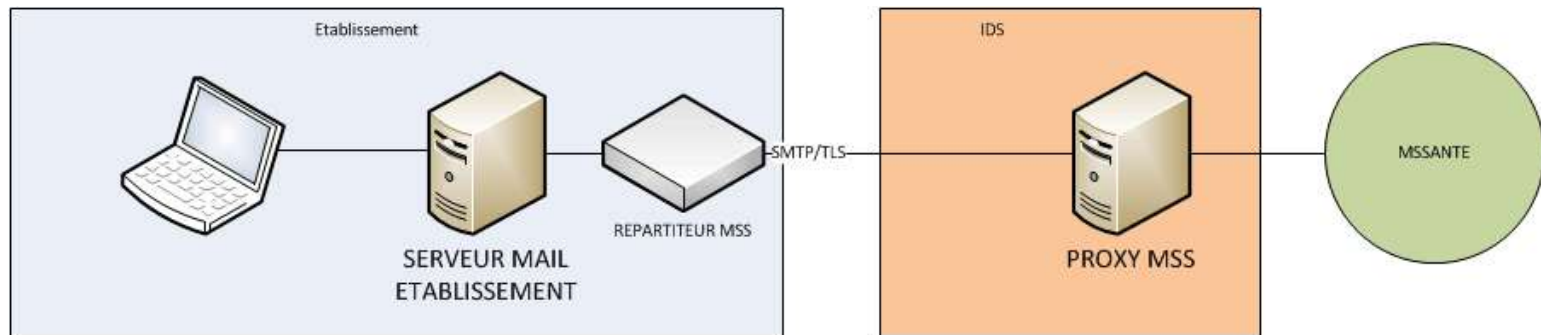 Etablissement
IDS
SMTP/TLS
MSSANTE
REPARTITEUR MSS
SERVEUR MAIL
ETABLISSEMENT
PROXY MSS